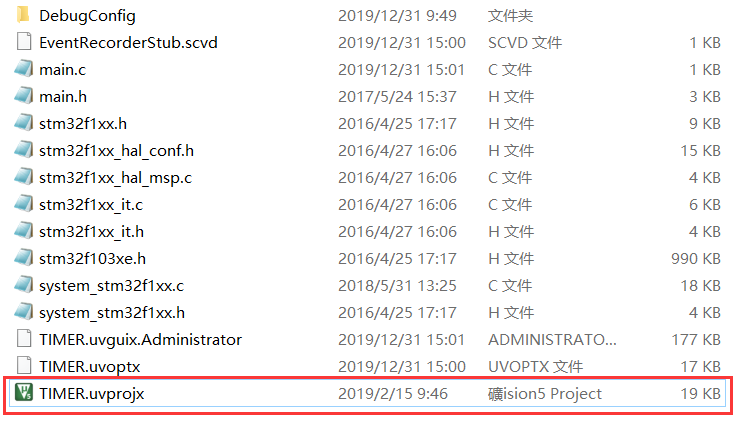 DebugConfig 2019/12/31 9:49 文件夹
EventRecorderStub.scvd 2019/12/31 15:00 SCVD 文件 1 KB
main.c 2019/12/31 15:01 C 文件 1 KB
main.h 2017/5/24 15:37 H 文件 3 KB
stm32f1xx.h 2016/4/25 17:17 H 文件 9 KB
stm32f1xx_hal_conf.h 2016/4/27 16:06 H 文件 15 KB
stm32f1xx_hal_msp.c 2016/4/27 16:06 C 文件 4 KB
stm32f1xx_it.c 2016/4/27 16:06 C 文件 6 KB
stm32f1xx_it.h 2016/4/27 16:06 H 文件 4 KB
stm32f103xe.h 2016/4/25 17:17 H 文件 990 KB
system_stm32f1xx.c 2018/5/31 13:25 C 文件 18 KB
system_stm32f1xx.h 2016/4/25 17:17 H 文件 4 KB
TIMER.uvguix.Administrator 2019/12/31 15:01 ADMINISTRATO... 177 KB
TIMER.uvoptx 2019/12/31 15:00 UVOPTX 文件 17 KB
TIMER.uvprojx 2019/2/15 9:46 礦ision5 Project 19 KB